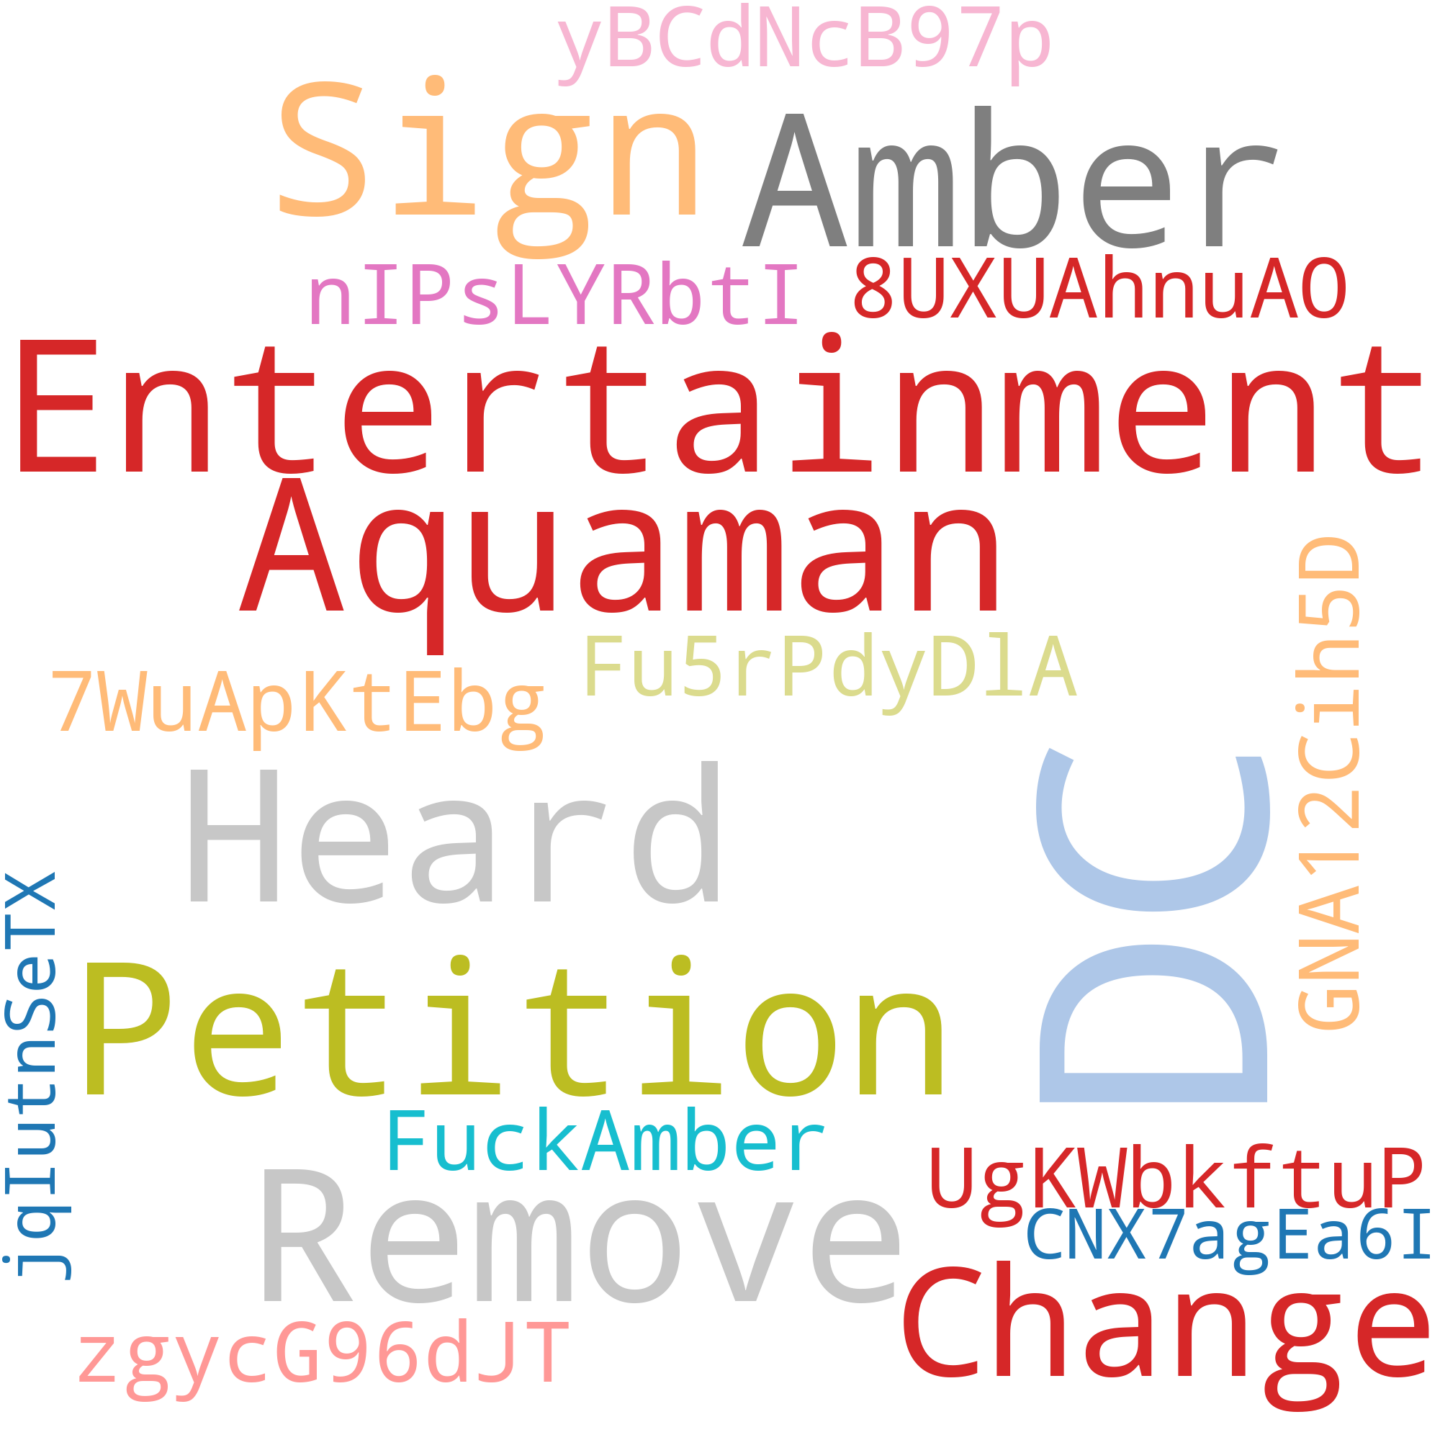 yBCdNcB97p
Sign
Amber
nIPsLYRbtI
8UXUAhnuAO
Entertainment
Aquaman
Fu5rPdyDlA
GNA12Cih5D
7WuApKtEbg
Heard
DC
jqIutnSeTX
Petition
FuckAmber
UgKWbkftuP
Remove
CNX7agEa6I
Change
zgycG96dJT